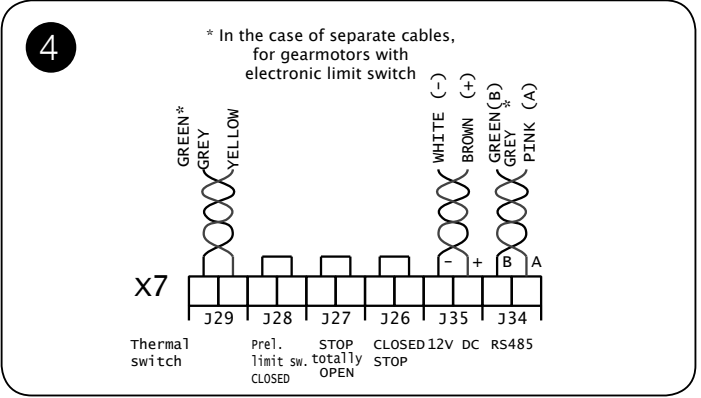 4
* In the case of separate cables,
for gearmotors with
electronic limit switch
GREEN*
GREY
YELLOW
WHITE (-)
BROWN (+)
GREEN(B)
GREY *
PINK (A)
- + B A
X7
J29 J28 J27 J26 J35 J34
Thermal
switch
Prel.
limit sw.
CLOSED
STOP
totally
OPEN
CLOSED
STOP
12V DC
RS485